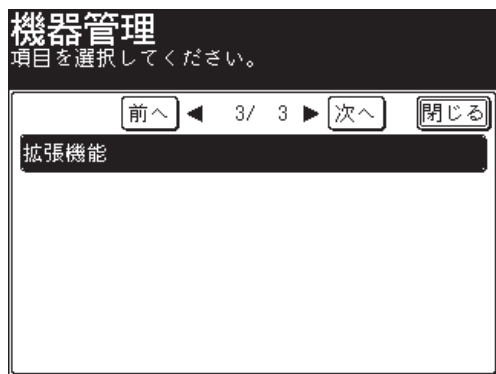 機器管理
項目を選択してください。
前へ ◀ 3/ 3 ▶ 次へ 閉じる
拡張機能